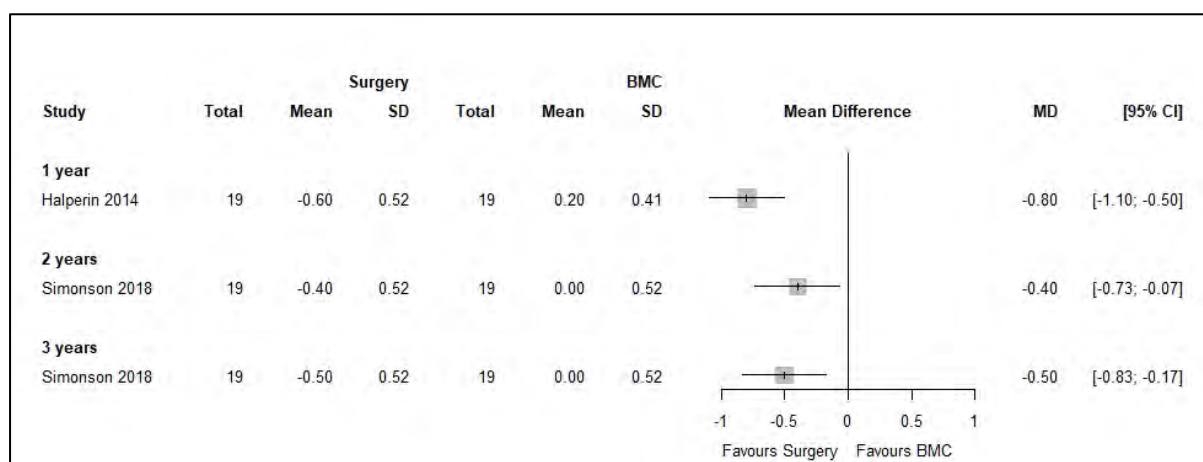 Surgery BMC
Study Total Mean SD Total Mean SD Mean Difference MD [95% CI]
1 year
Halperin 2014 19 -0.60 0.52 19 0.20 0.41 -0.80 [-1.10; -0.50]
2 years
Simonson 2018 19 -0.40 0.52 19 0.00 0.52 -0.40 [-0.73; -0.07]
3 years
Simonson 2018 19 -0.50 0.52 19 0.00 0.52 -0.50 [-0.83; -0.17]
-1 -0.5 0 0.5 1
Favours Surgery Favours BMC